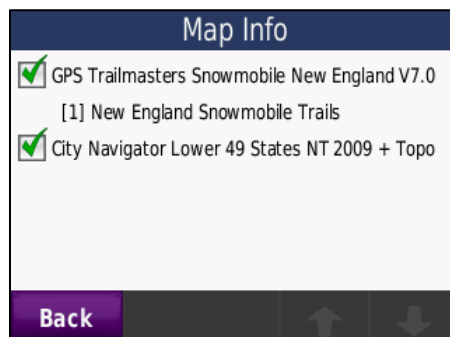 Map Info
GPS Trailmasters Snowmobile New England V7.0
[1] New England Snowmobile Trails
City Navigator Lower 49 States NT 2009 + Topo
Back